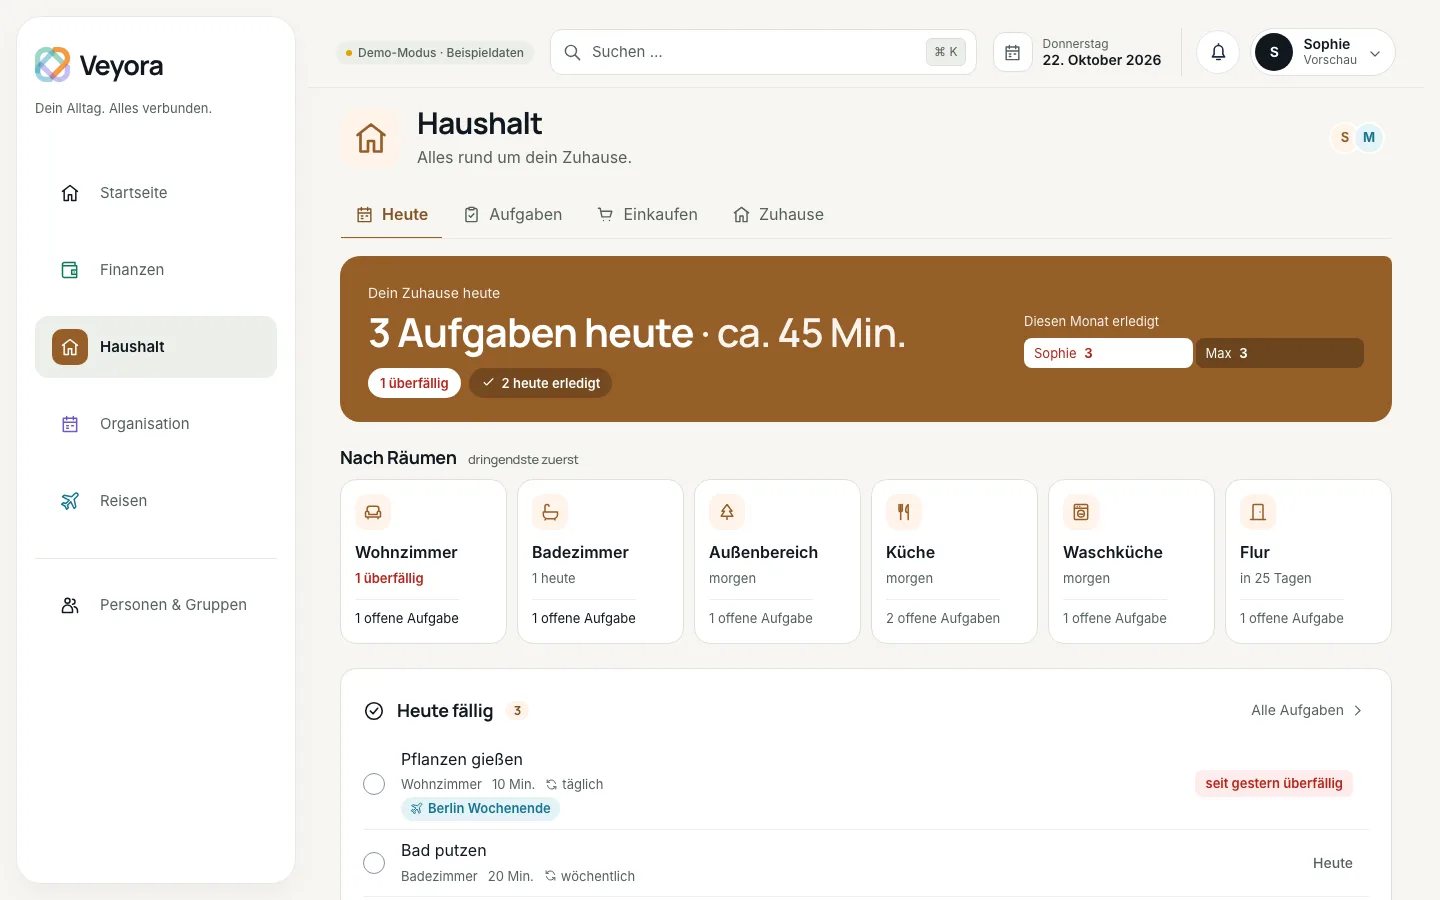 Veyora
Dein Alltag. Alles verbunden.
Startseite
Finanzen
Haushalt
Organisation
Reisen
Personen & Gruppen
Demo-Modus · Beispieldaten
Suchen ...
⌘ K
Donnerstag
22. Oktober 2026
S
Sophie
Vorschau
Haushalt
Alles rund um dein Zuhause.
S M
Heute Aufgaben Einkaufen Zuhause
Dein Zuhause heute
3 Aufgaben heute · ca. 45 Min.
1 überfällig 2 heute erledigt
Diesen Monat erledigt
Sophie 3 Max 3
Nach Räumen dringendste zuerst
Wohnzimmer
1 überfällig
1 offene Aufgabe
Badezimmer
1 heute
1 offene Aufgabe
Außenbereich
morgen
1 offene Aufgabe
Küche
morgen
2 offene Aufgaben
Waschküche
morgen
1 offene Aufgabe
Flur
in 25 Tagen
1 offene Aufgabe
Heute fällig 3
Alle Aufgaben
Pflanzen gießen
Wohnzimmer 10 Min. täglich
Berlin Wochenende
seit gestern überfällig
Bad putzen
Badezimmer 20 Min. wöchentlich
Heute